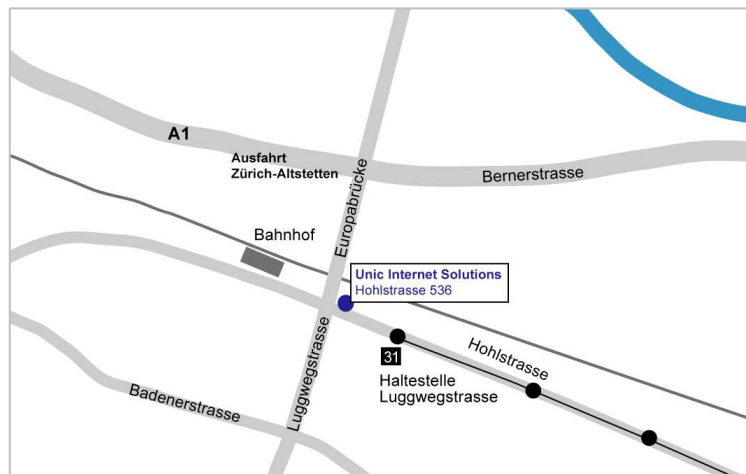 A1
Ausfahrt
Zürich-Altstetten
Bernerstrasse
Europabrücke
Bahnhof
Unic Internet Solutions
Hohlstrasse 536
Hohlstrasse
31
Haltestelle
Luggwegstrasse
Luggwegstrasse
Badenerstrasse